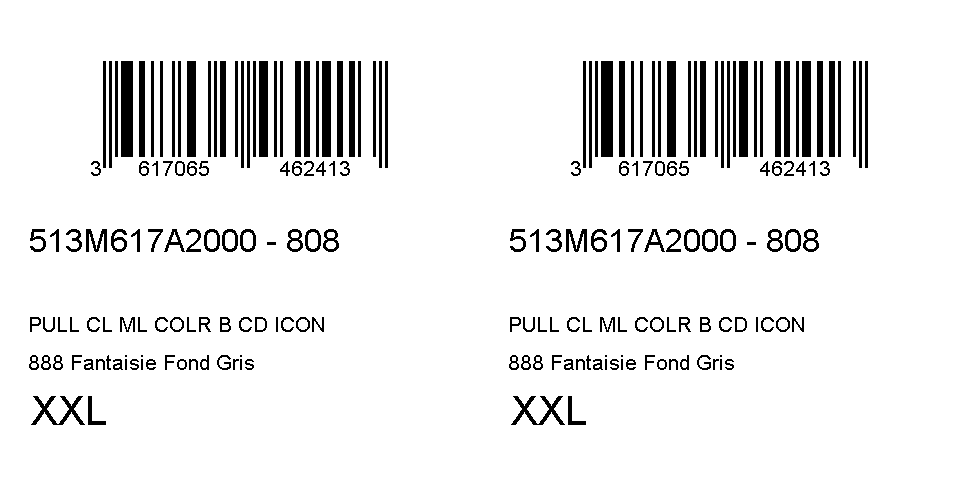 3 617065 462413
513M617A2000 - 808
PULL CL ML COLR B CD ICON
888 Fantaisie Fond Gris
XXL
3 617065 462413
513M617A2000 - 808
PULL CL ML COLR B CD ICON
888 Fantaisie Fond Gris
XXL